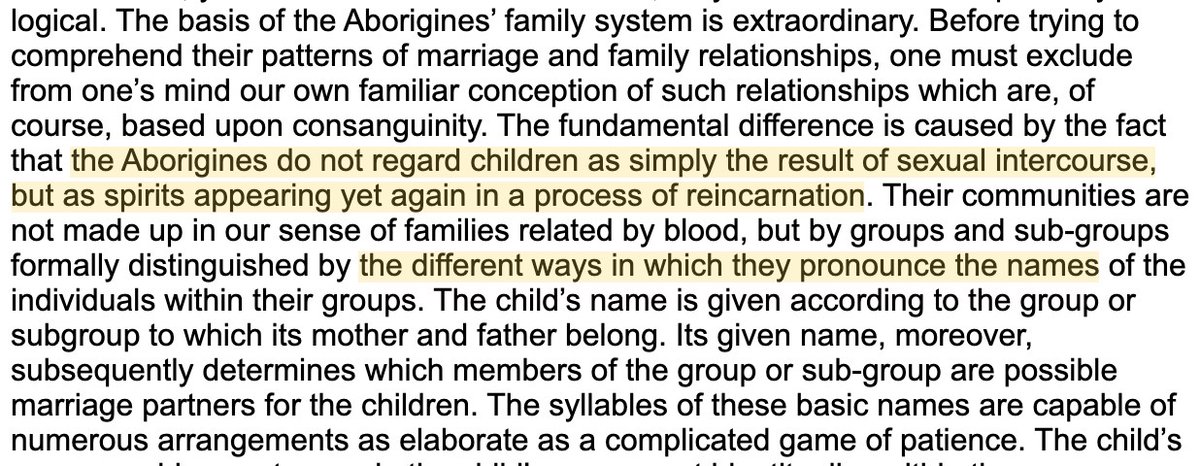 logical. The basis of the Aborigines’ family system is extraordinary. Before trying to
comprehend their patterns of marriage and family relationships, one must exclude
from one’s mind our own familiar conception of such relationships which are, of
course, based upon consanguinity. The fundamental difference is caused by the fact
that the Aborigines do not regard children as simply the result of sexual intercourse,
but as spirits appearing yet again in a process of reincarnation. Their communities are
not made up in our sense of families related by blood, but by groups and sub-groups
formally distinguished by the different ways in which they pronounce the names of the
individuals within their groups. The child’s name is given according to the group or
subgroup to which its mother and father belong. Its given name, moreover,
subsequently determines which members of the group or sub-group are possible
marriage partners for the children. The syllables of these basic names are capable of
numerous arrangements as elaborate as a complicated game of patience. The child’s